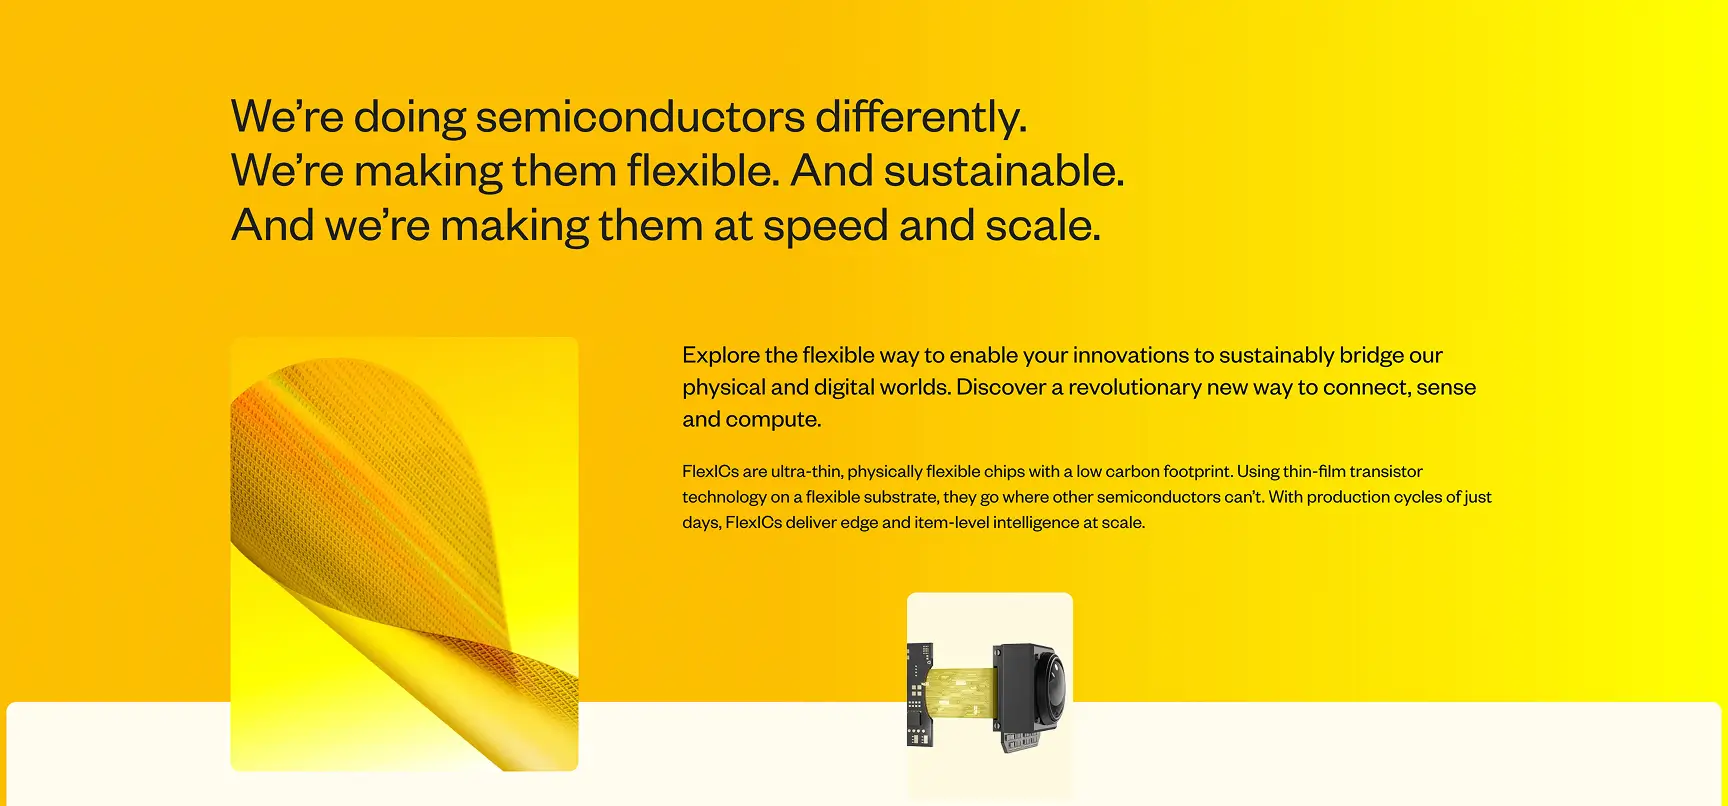 We’re doing semiconductors differently.
We’re making them flexible. And sustainable.
And we’re making them at speed and scale.
Explore the flexible way to enable your innovations to sustainably bridge our
physical and digital worlds. Discover a revolutionary new way to connect, sense
and compute.
FlexICs are ultra-thin, physically flexible chips with a low carbon footprint. Using thin-film transistor
technology on a flexible substrate, they go where other semiconductors can’t. With production cycles of just
days, FlexICs deliver edge and item-level intelligence at scale.